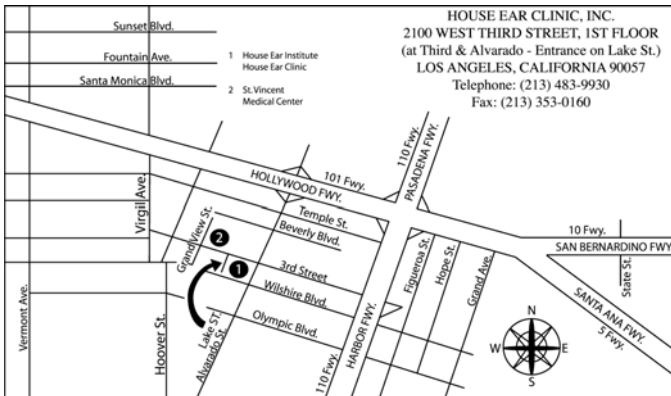 HOUSE EAR CLINIC, INC.
2100 WEST THIRD STREET, 1ST FLOOR
(at Third & Alvarado - Entrance on Lake St.)
LOS ANGELES, CALIFORNIA 90057
Telephone: (213) 483-9930
Fax: (213) 353-0160
Sunset Blvd.
Fountain Ave.
Santa Monica Blvd.
1 House Ear Institute
House Ear Clinic
2 St. Vincent
Medical Center
110 Fwy.
PASADENA FWY.
101 Fwy.
HOLLYWOOD FWY.
Virgil Ave.
Temple St.
Beverly Blvd.
Grand View St.
2
1
3rd Street
Wilshire Blvd.
Olympic Blvd.
Figueroa St.
Hope St.
Grand Ave.
10 Fwy.
SAN BERNARDINO FWY.
State St.
SANTA ANA FWY.
5 Fwy.
Vermont Ave.
Hoover St.
Lake ST.
Alvarado St.
110 Fwy.
HARBOR FWY.
N
W
E
S